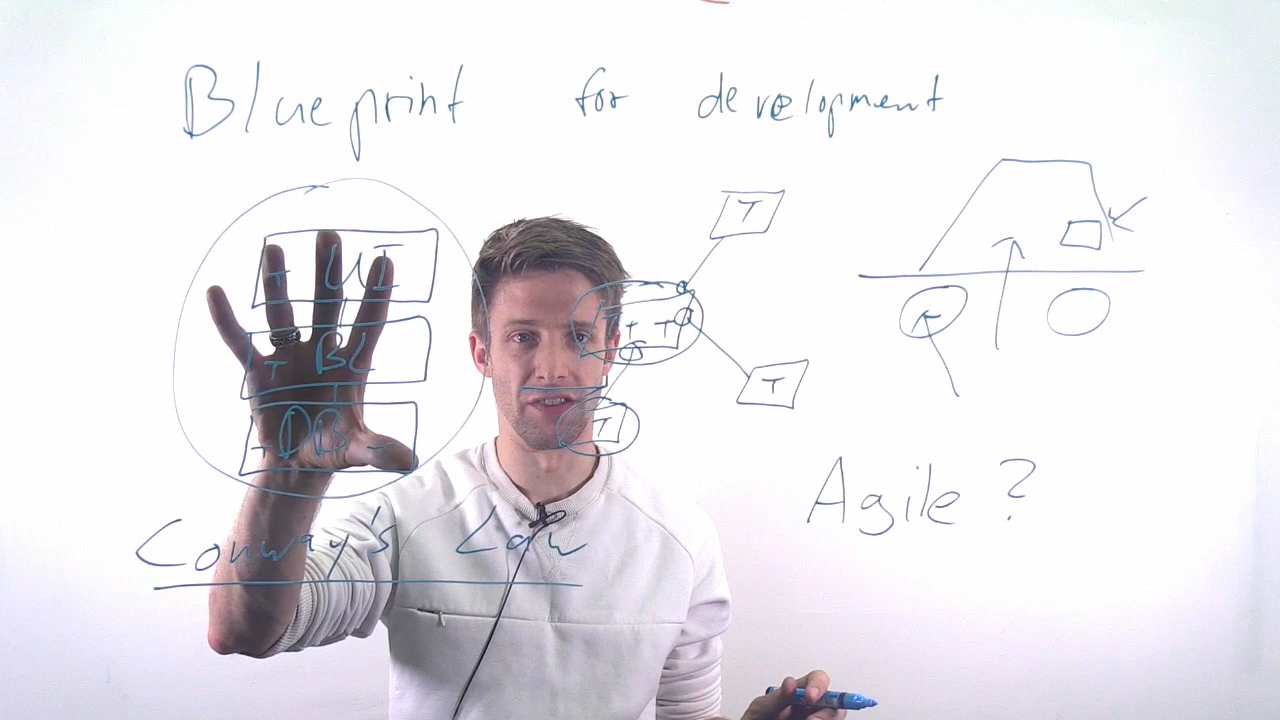 Blueprint for development
T UI
T BL
T DB T
T
T T T
T
T
Conway's Law
Agile ?